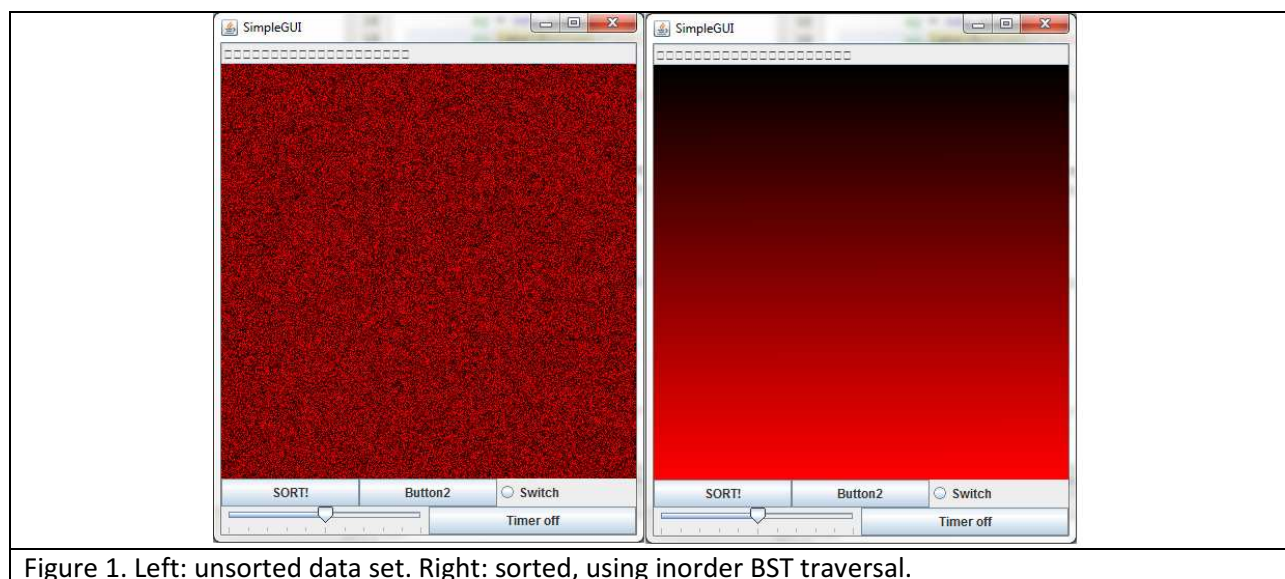 SimpleGUI
SORT! Button2 Switch
Timer off
SimpleGUI
SORT! Button2 Switch
Timer off
Figure 1. Left: unsorted data set. Right: sorted, using inorder BST traversal.